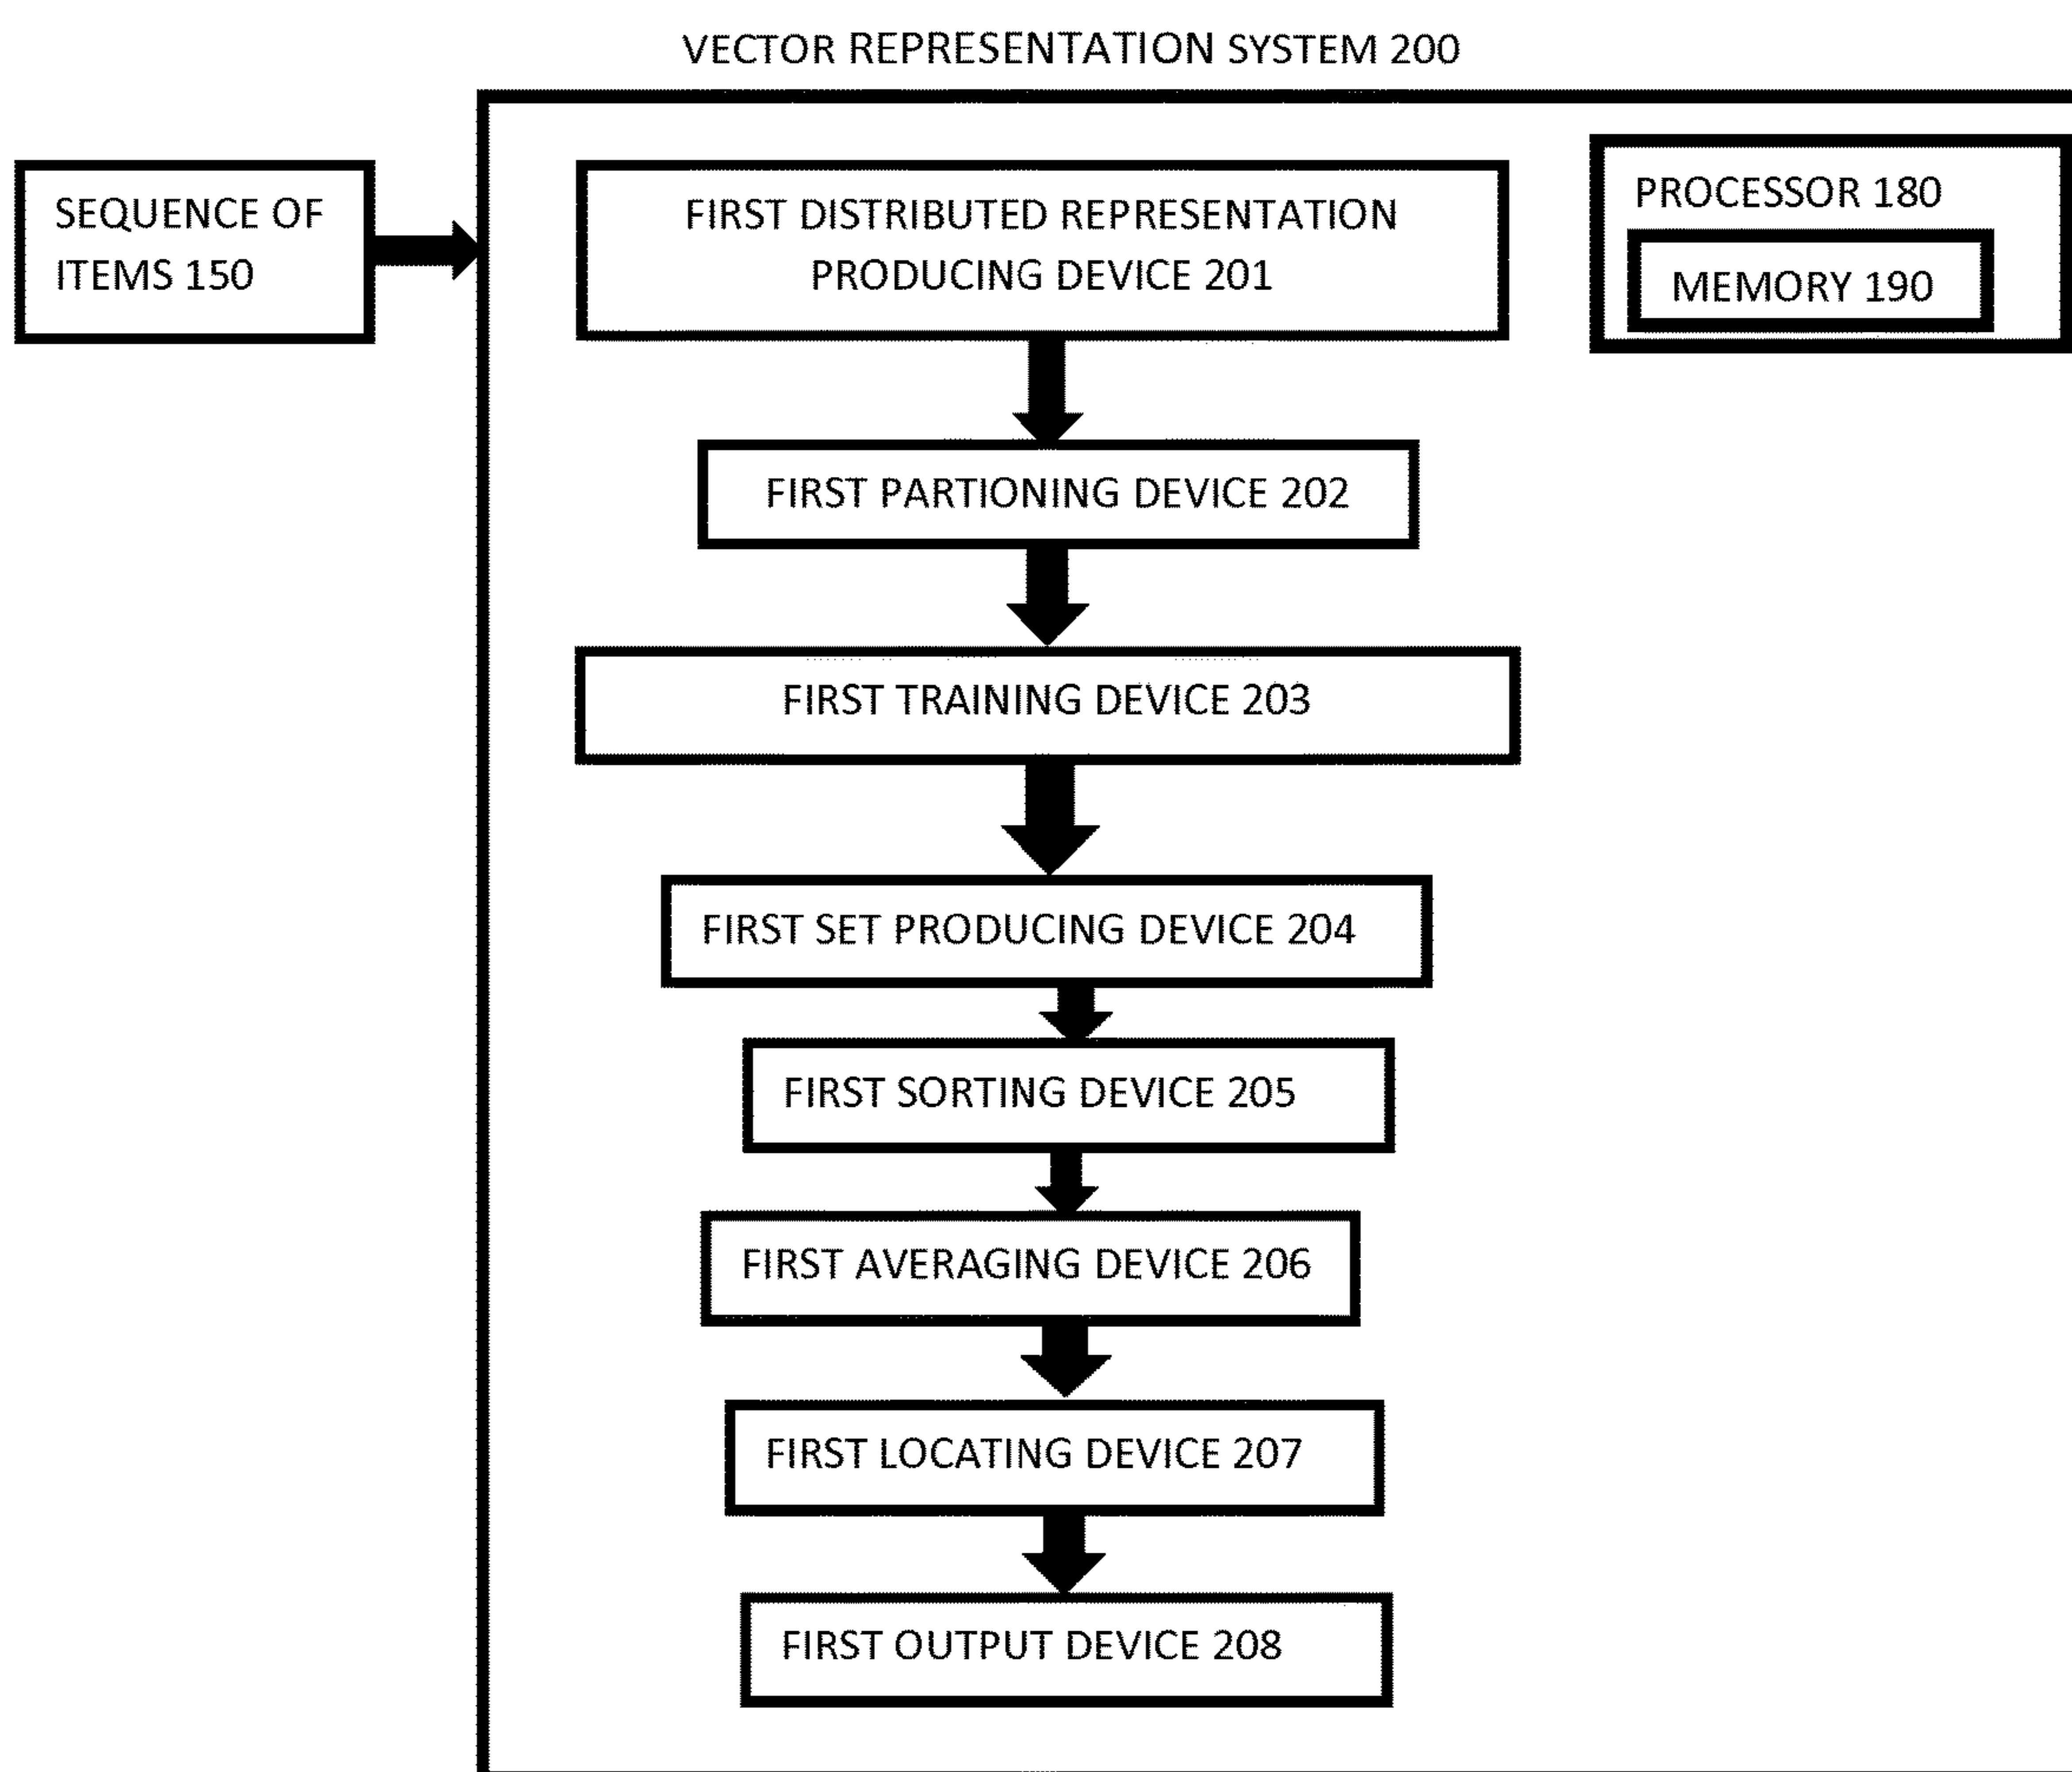 VECTOR REPRESENTATION SYSTEM 200
SEQUENCE OF
ITEMS 150
FIRST DISTRIBUTED REPRESENTATION
PRODUCING DEVICE 201
PROCESSOR 180
MEMORY 190
FIRST PARTIONING DEVICE 202
FIRST TRAINING DEVICE 203
FIRST SET PRODUCING DEVICE 204
FIRST SORTING DEVICE 205
FIRST AVERAGING DEVICE 206
FIRST LOCATING DEVICE 207
FIRST OUTPUT DEVICE 208